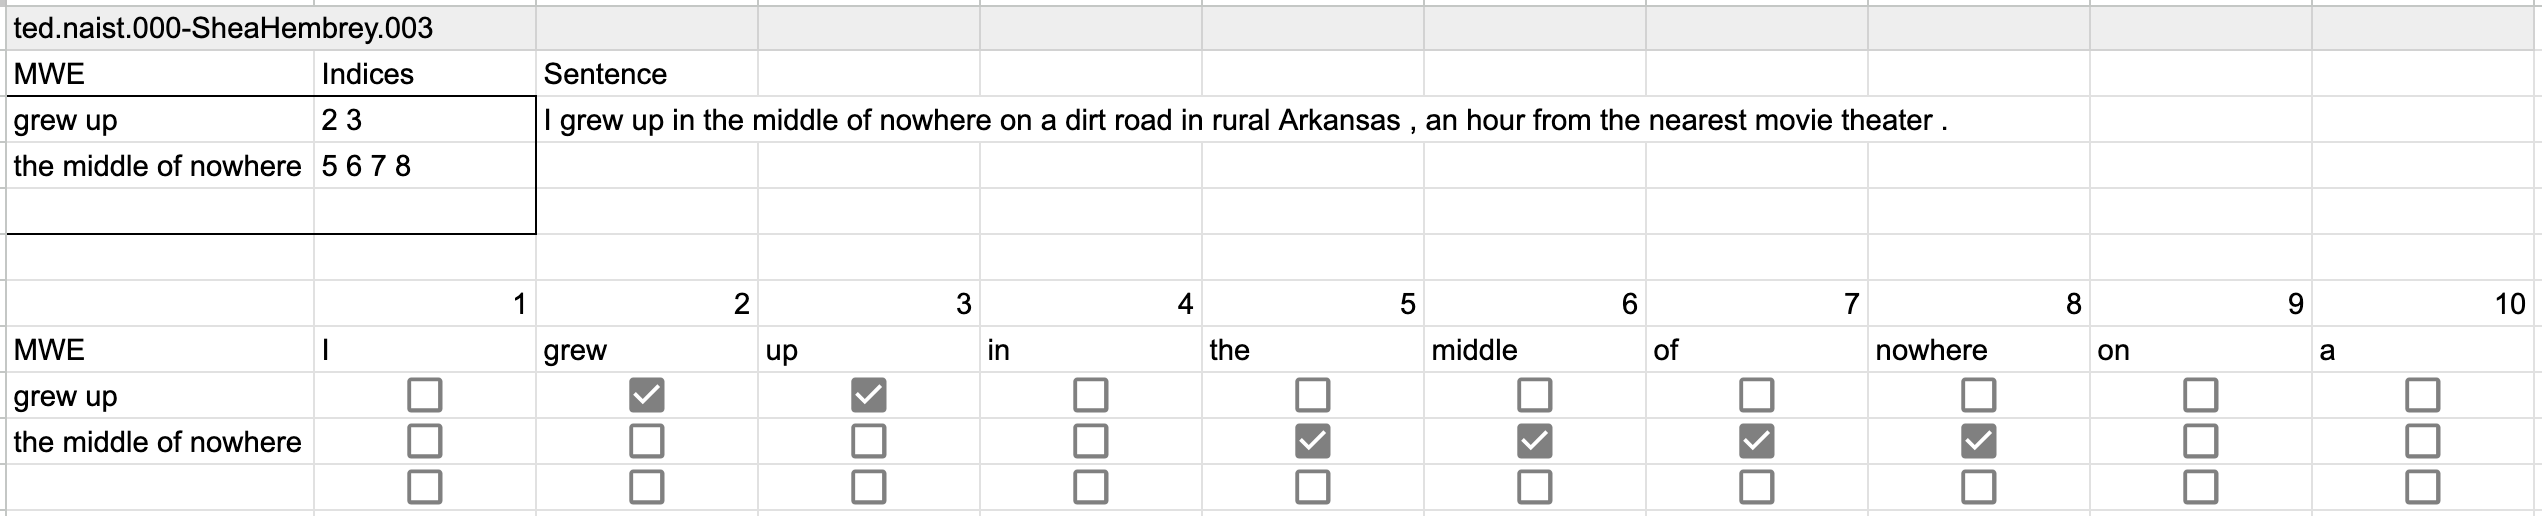 ted.naist.000-SheaHembrey.003
MWE Indices Sentence
grew up 2 3 I grew up in the middle of nowhere on a dirt road in rural Arkansas , an hour from the nearest movie theater .
the middle of nowhere 5 6 7 8
1 2 3 4 5 6 7 8 9 10
MWE I grew up in the middle of nowhere on a
grew up
the middle of nowhere